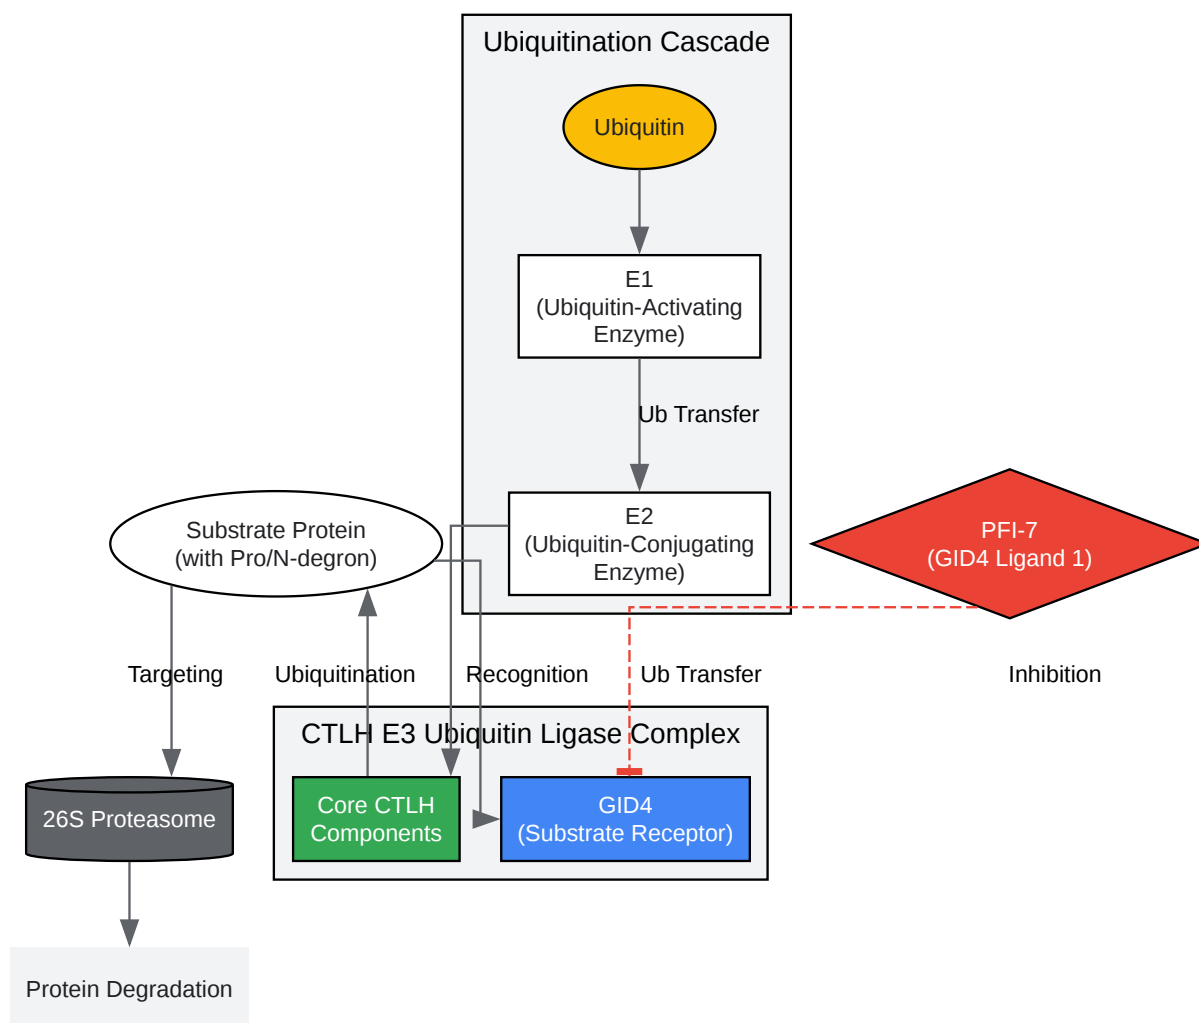 Ubiquitination Cascade
Ubiquitin
E1
(Ubiquitin-Activating
Enzyme)
Ub Transfer
E2
(Ubiquitin-Conjugating
Enzyme)
Substrate Protein
(with Pro/N-degron)
PFI-7
(GID4 Ligand 1)
Targeting
Ubiquitination
Recognition
Ub Transfer
Inhibition
CTLH E3 Ubiquitin Ligase Complex
26S Proteasome
Core CTLH
Components
GID4
(Substrate Receptor)
Protein Degradation